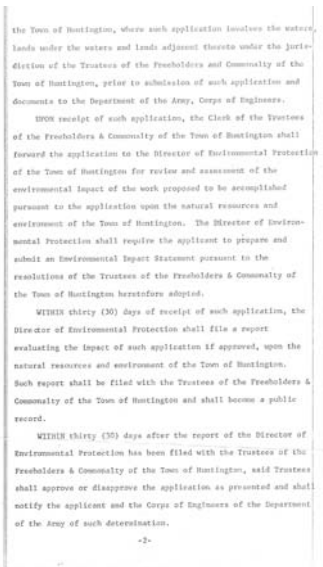 the Town of Huntington, where such application involves the waters,
lands under the waters and lands adjacent thereto under the juris-
diction of the Trustees of the Freeholders and Commonalty of the
Town of Huntington, prior to submission of such application and
documents to the Department of the Army, Corps of Engineers.
UPON receipt of such application, the Clerk of the Trustees
of the Freeholders & Commonalty of the Town of Huntington shall
forward the application to the Director of Environmental Protection
of the Town of Huntington for review and assessment of the
environmental impact of the work proposed to be accomplished
pursuant to the application upon the natural resources and
environment of the Town of Huntington. The Director of Environ-
mental Protection shall require the applicant to prepare and
submit an Environmental Impact Statement pursuant to the
resolutions of the Trustees of the Freeholders & Commonalty of
the Town of Huntington heretofore adopted.
WITHIN thirty (30) days of receipt of such application, the
Director of Environmental Protection shall file a report
evaluating the impact of such application if approved, upon the
natural resources and environment of the Town of Huntington.
Such report shall be filed with the Trustees of the Freeholders &
Commonalty of the Town of Huntington and shall become a public
record.
WITHIN thirty (30) days after the report of the Director of
Environmental Protection has been filed with the Trustees of the
Freeholders & Commonalty of the Town of Huntington, said Trustees
shall approve or disapprove the application as presented and shall
notify the applicant and the Corps of Engineers of the Department
of the Army of such determination.
-2-